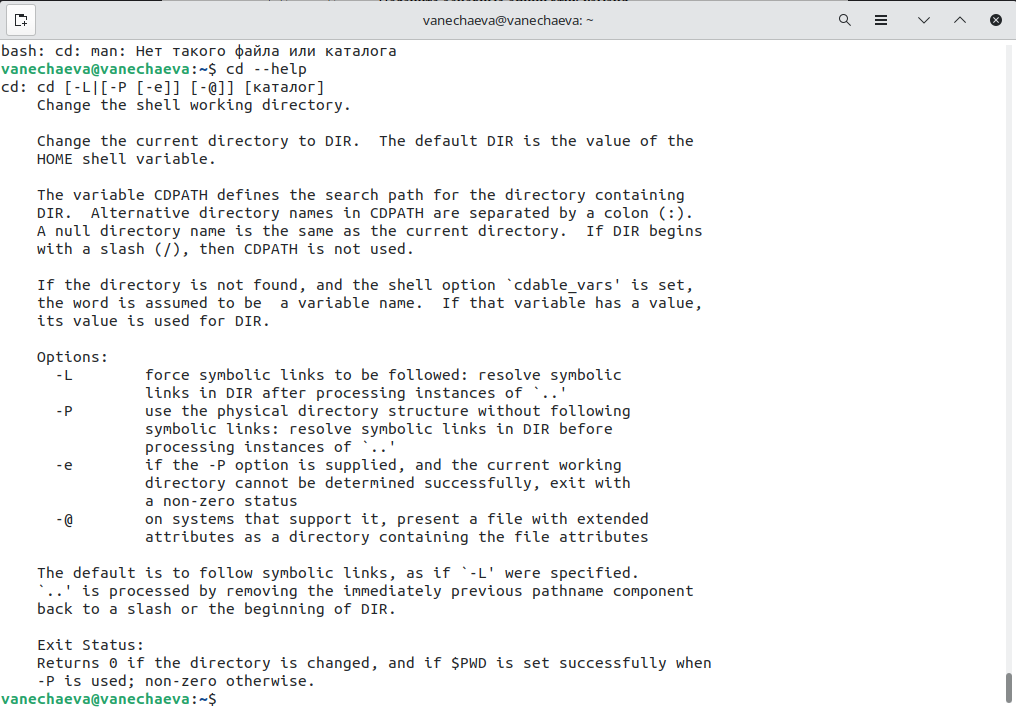 vanechaeva@vanechaeva: ~
bash: cd: man: Нет такого файла или каталога
vanechaeva@vanechaeva:~$ cd --help
cd: cd [-L|[-P [-e]] [-@]] [каталог]
    Change the shell working directory.

    Change the current directory to DIR.  The default DIR is the value of the
    HOME shell variable.

    The variable CDPATH defines the search path for the directory containing
    DIR.  Alternative directory names in CDPATH are separated by a colon (:).
    A null directory name is the same as the current directory.  If DIR begins
    with a slash (/), then CDPATH is not used.

    If the directory is not found, and the shell option `cdable_vars' is set,
    the word is assumed to be  a variable name.  If that variable has a value,
    its value is used for DIR.

    Options:
      -L        force symbolic links to be followed: resolve symbolic
                links in DIR after processing instances of `..'
      -P        use the physical directory structure without following
                symbolic links: resolve symbolic links in DIR before
                processing instances of `..'
      -e        if the -P option is supplied, and the current working
                directory cannot be determined successfully, exit with
                a non-zero status
      -@        on systems that support it, present a file with extended
                attributes as a directory containing the file attributes

    The default is to follow symbolic links, as if `-L' were specified.
    `..' is processed by removing the immediately previous pathname component
    back to a slash or the beginning of DIR.

    Exit Status:
    Returns 0 if the directory is changed, and if $PWD is set successfully when
    -P is used; non-zero otherwise.
vanechaeva@vanechaeva:~$